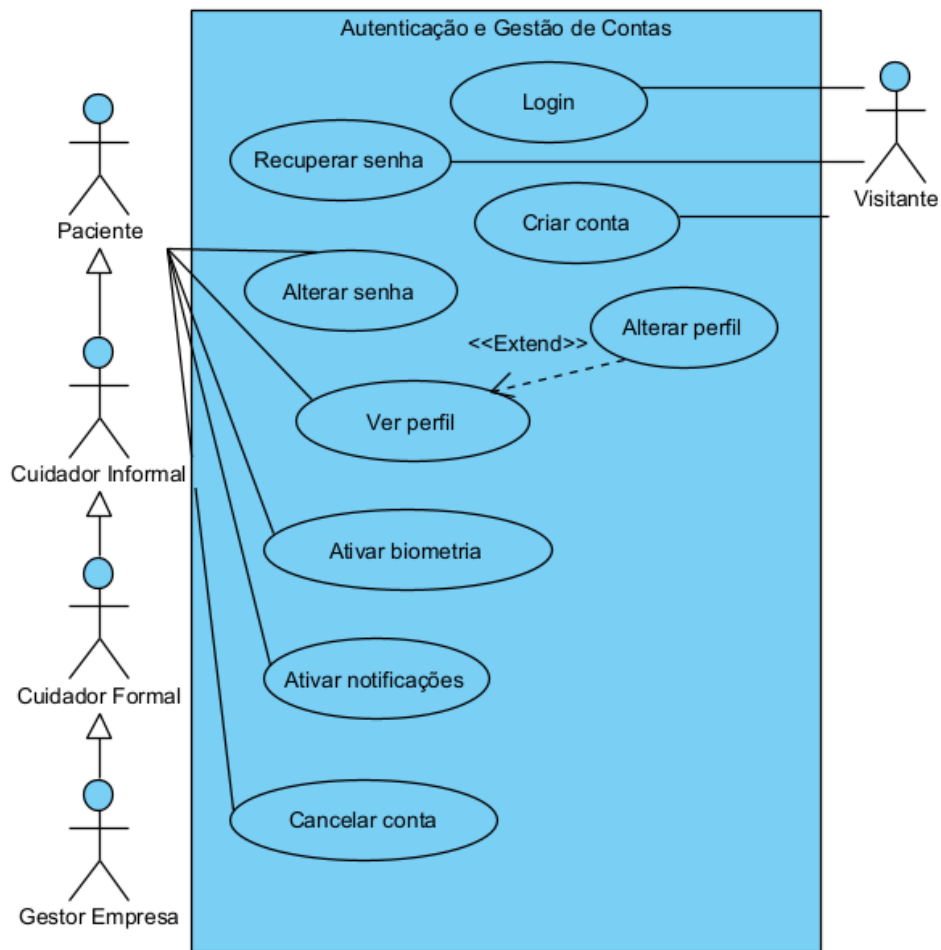 Autenticação e Gestão de Contas
Login
Recuperar senha
Visitante
Criar conta
Paciente
Alterar senha
Alterar perfil
<<Extend>>
Ver perfil
Cuidador Informal
Ativar biometria
Ativar notificações
Cuidador Formal
Cancelar conta
Gestor Empresa